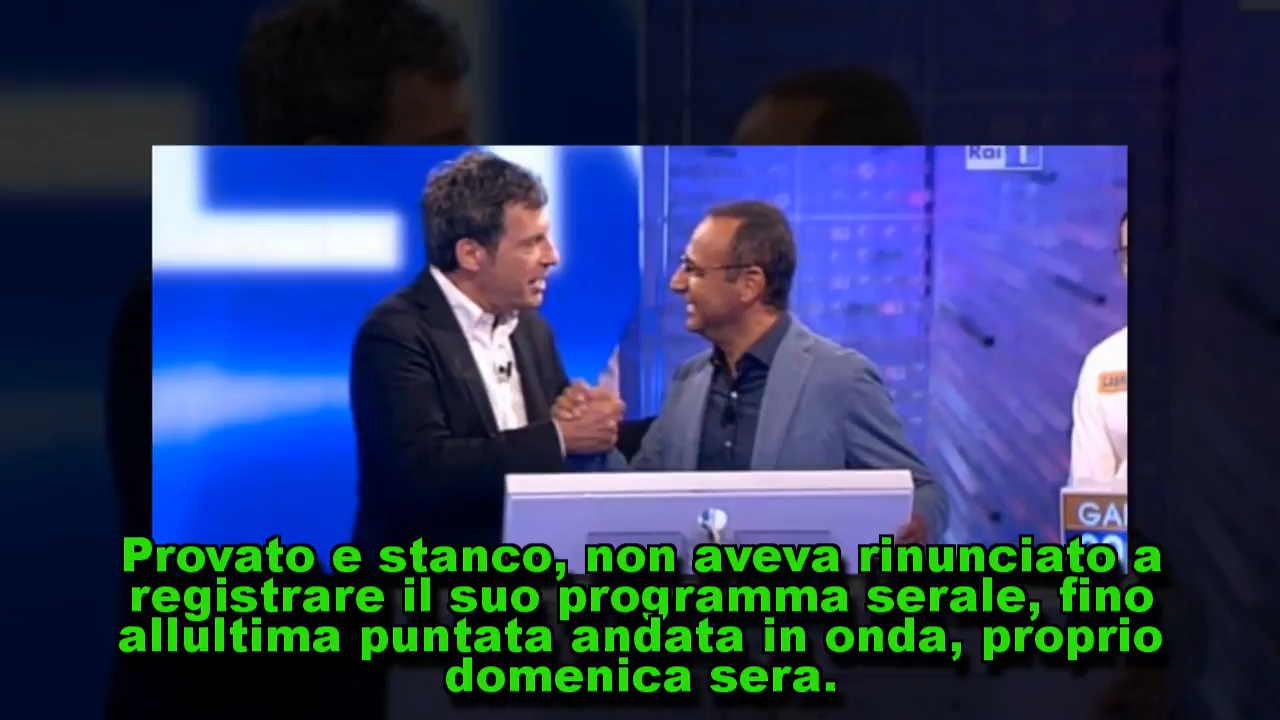 Rai 1
GA
Provato e stanco, non aveva rinunciato a
registrare il suo programma serale, fino
allultima puntata andata in onda, proprio
domenica sera.